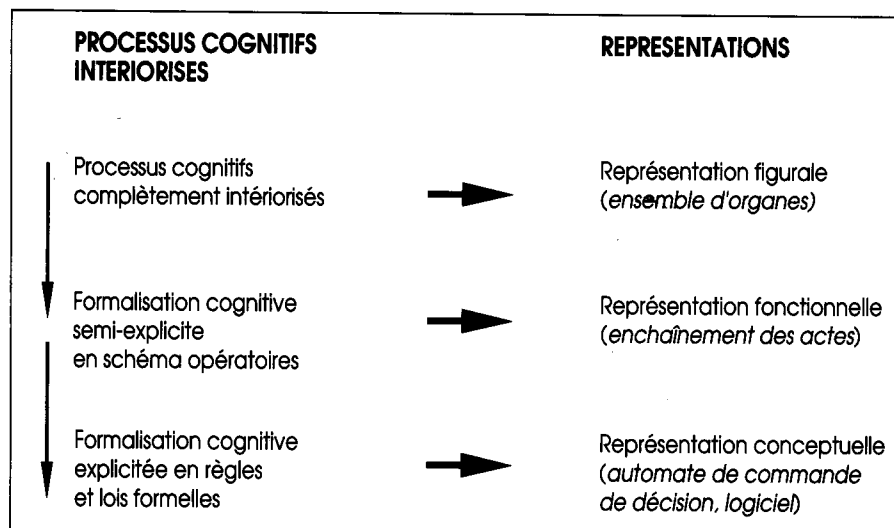 PROCESSUS COGNITIFS
INTERIORISES
REPRESENTATIONS
Processus cognitifs
complètement intériorisés
Représentation figurale
(ensemble d'organes)
Formalisation cognitive
semi-explicite
en schéma opératoires
Représentation fonctionnelle
(enchaînement des actes)
Formalisation cognitive
explicitée en règles
et lois formelles
Représentation conceptuelle
(automate de commande
de décision, logiciel)